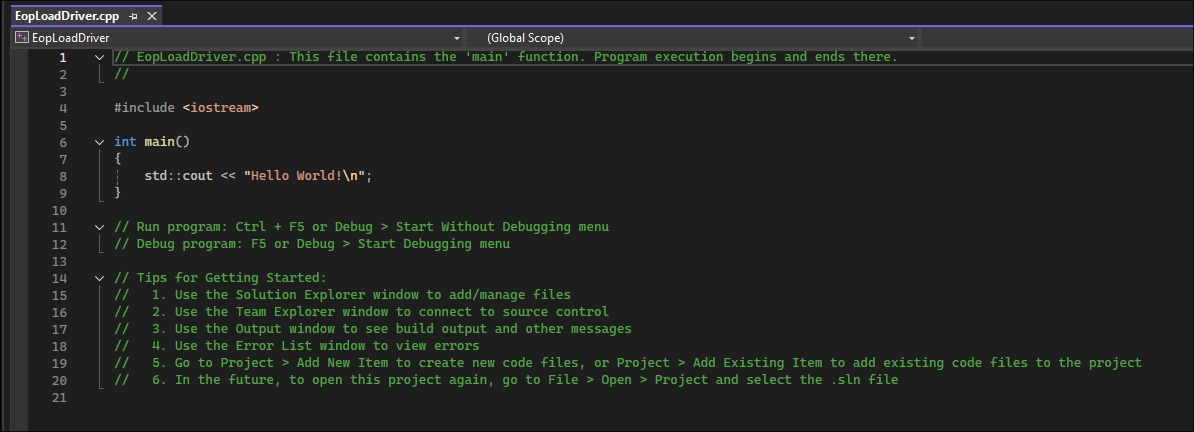 EopLoadDriver.cpp
EopLoadDriver (Global Scope)
1 // EopLoadDriver.cpp : This file contains the 'main' function. Program execution begins and ends there.
2 //
3
4 #include <iostream>
5
6 int main()
7 {
8     std::cout << "Hello World!\n";
9 }
10
11 // Run program: Ctrl + F5 or Debug > Start Without Debugging menu
12 // Debug program: F5 or Debug > Start Debugging menu
13
14 // Tips for Getting Started:
15 //   1. Use the Solution Explorer window to add/manage files
16 //   2. Use the Team Explorer window to connect to source control
17 //   3. Use the Output window to see build output and other messages
18 //   4. Use the Error List window to view errors
19 //   5. Go to Project > Add New Item to create new code files, or Project > Add Existing Item to add existing code files to the project
20 //   6. In the future, to open this project again, go to File > Open > Project and select the .sln file
21